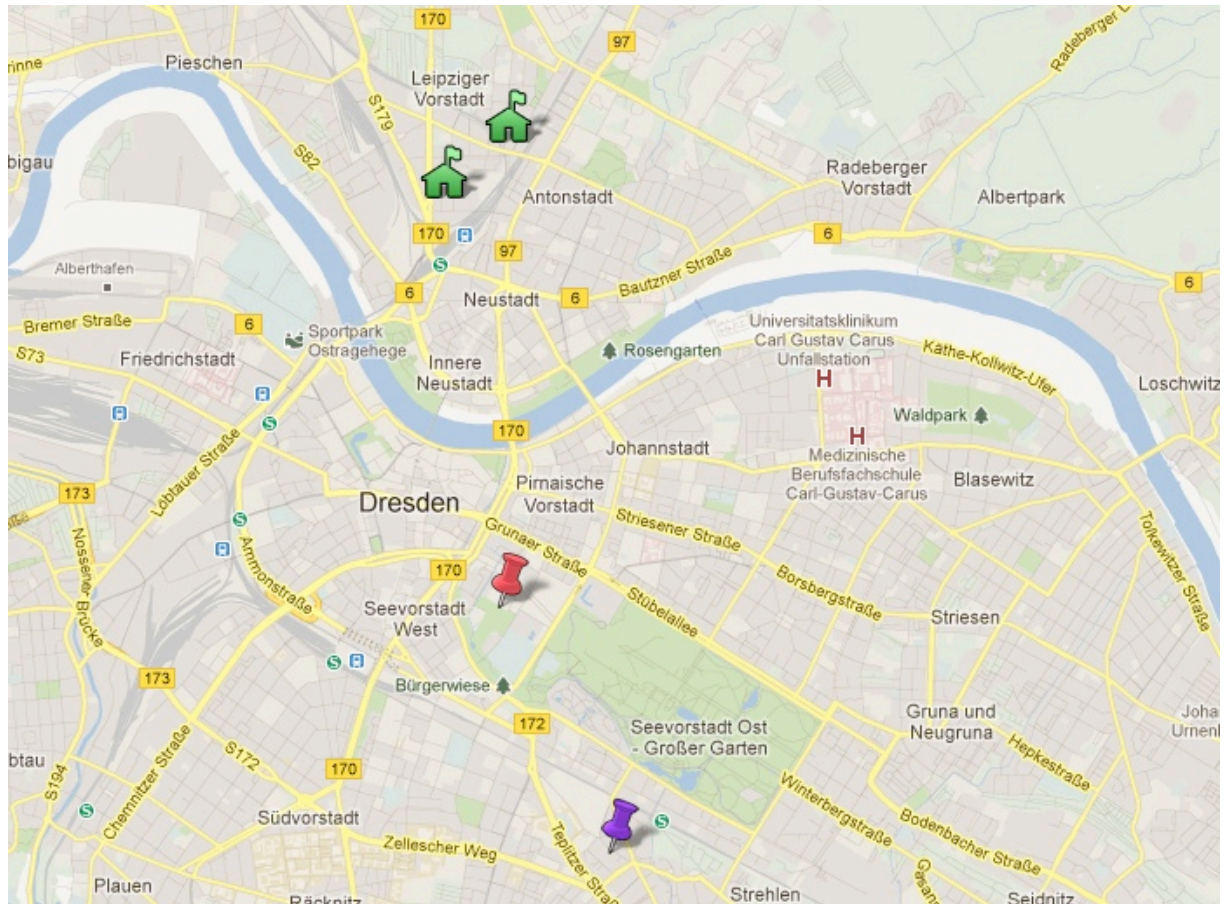 170
97
Radeberger
Pieschen
Leipziger
Vorstadt
S179
S82
Radeberger
Vorstadt
Albertpark
Antonstadt
170
97
6
Bautzner Straße
Alberthafen
6
Neustadt
6
6
Bremer Straße
6
Sportpark
Ostragehege
Universitatsklinikum
Carl Gustav Carus
Unfallstation
H
Käthe-Kollwitz-Ufer
S73
Friedrichstadt
Innere
Neustadt
Rosengarten
Loschwitz
Waldpark
170
H
Johannstadt
Medizinische
Berufsfachschule
Carl-Gustav-Carus
Blasewitz
Löbtauer Straße
173
Dresden
Pirnaische
Vorstadt
Striesener Straße
Grunaer Straße
Tolkewitzer Straße
Nossener Brücke
Ammonstraße
170
Borsbergstraße
Stübelallee
Seevorstadt
West
Striesen
S
173
Bürgerwiese
172
Seevorstadt Ost
- Großer Garten
Gruna und
Neugruna
Hepkestraße
S194
Chemnitzer Straße
S172
170
Südvorstadt
Zellescher Weg
Teplitzer
Winterbergstraße
Bodenbacher Straße
Plauen
Räcknitz
Strehlen
Seidnitz